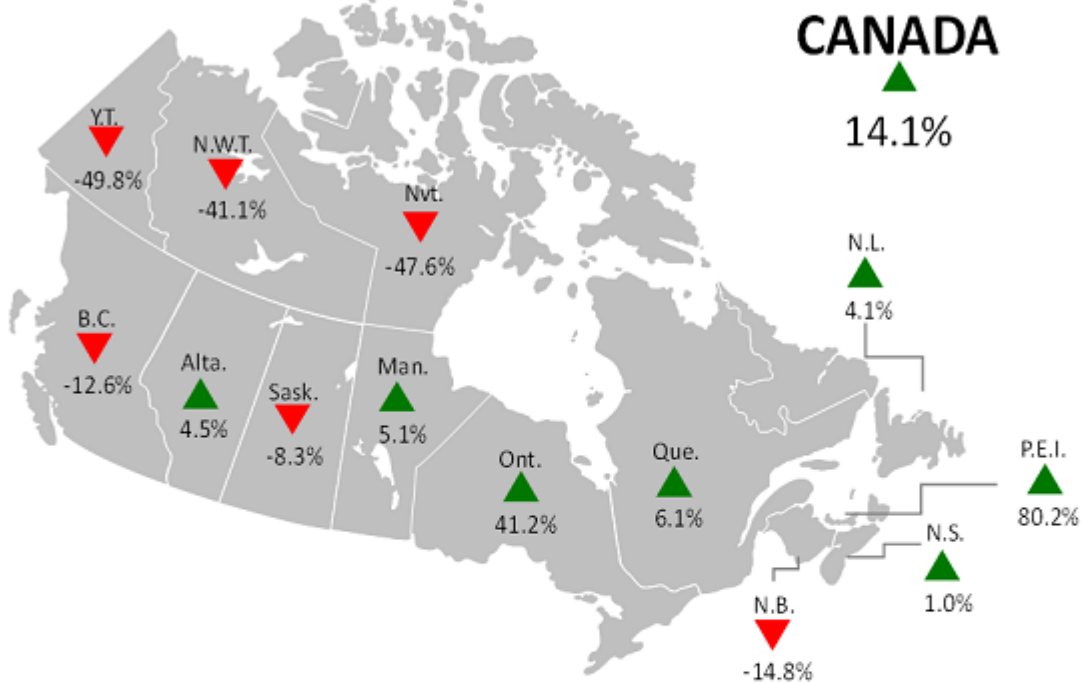 CANADA
14.1%
Y.T.
-49.8%
N.W.T.
-41.1%
Nvt.
-47.6%
N.L.
4.1%
B.C.
-12.6%
Alta.
4.5%
Sask.
-8.3%
Man.
5.1%
Ont.
41.2%
Que.
6.1%
P.E.I.
80.2%
N.S.
1.0%
N.B.
-14.8%